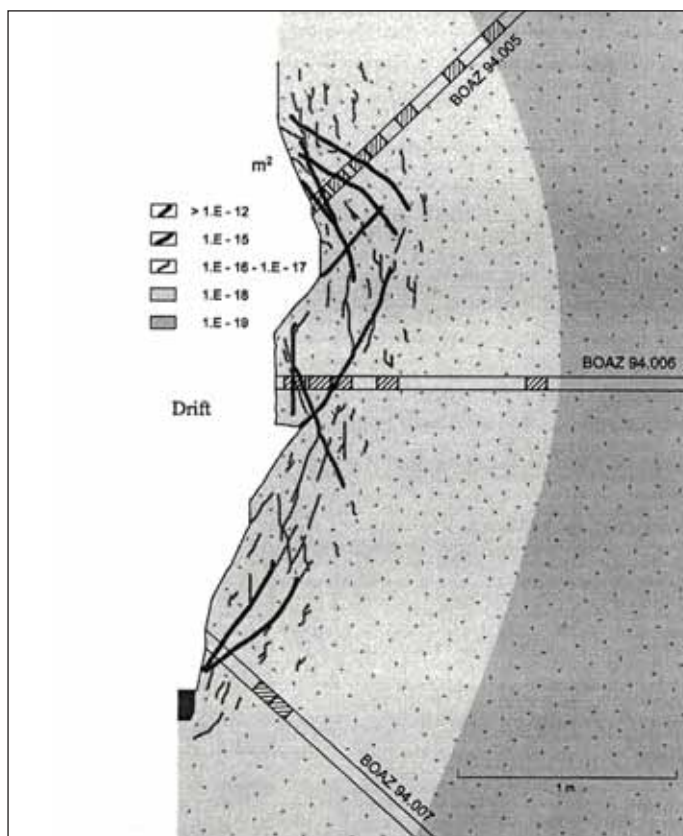 BOAZ 94.005
m²
> 1.E - 12
1.E - 15
1.E - 16 - 1.E - 17
1.E - 18
1.E - 19
BOAZ 94.006
Drift
BOAZ 94.007
1 m